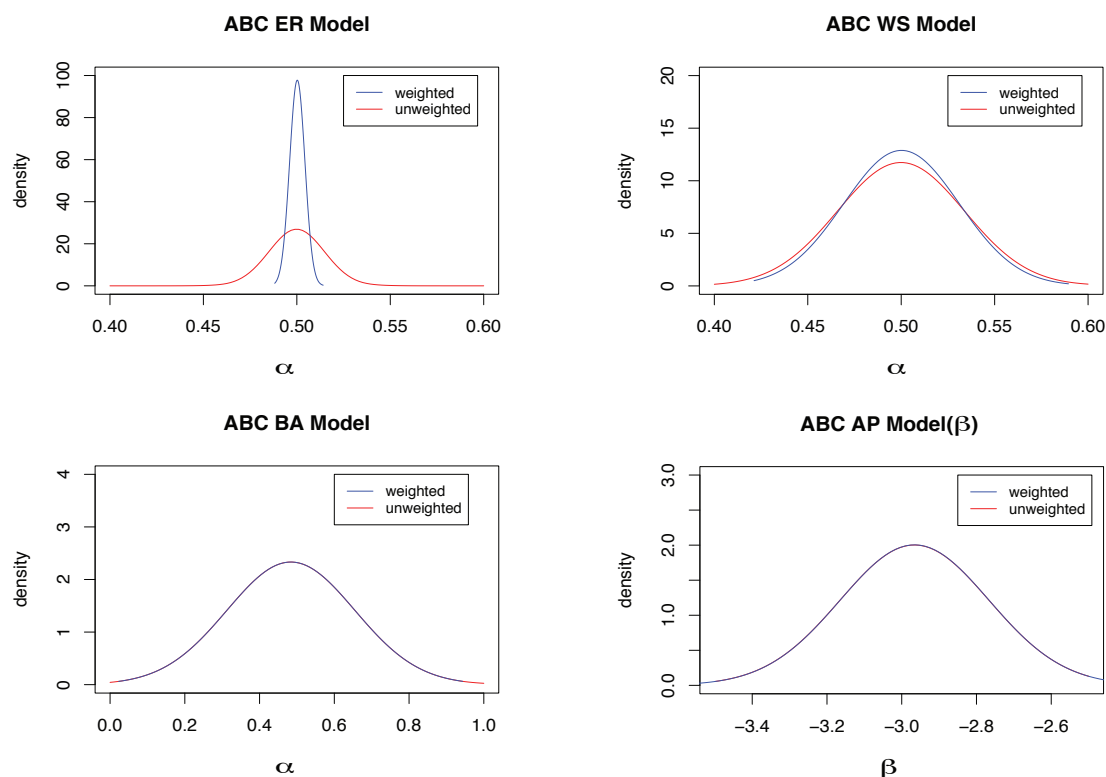 ABC ER Model
weighted
unweighted
density
0 20 40 60 80 100
0.40 0.45 0.50 0.55 0.60
α
ABC WS Model
weighted
unweighted
density
0 5 10 15 20
0.40 0.45 0.50 0.55 0.60
α
ABC BA Model
weighted
unweighted
density
0 1 2 3 4
0.0 0.2 0.4 0.6 0.8 1.0
α
ABC AP Model(β)
weighted
unweighted
density
0.0 1.0 2.0 3.0
−3.4 −3.2 −3.0 −2.8 −2.6
β